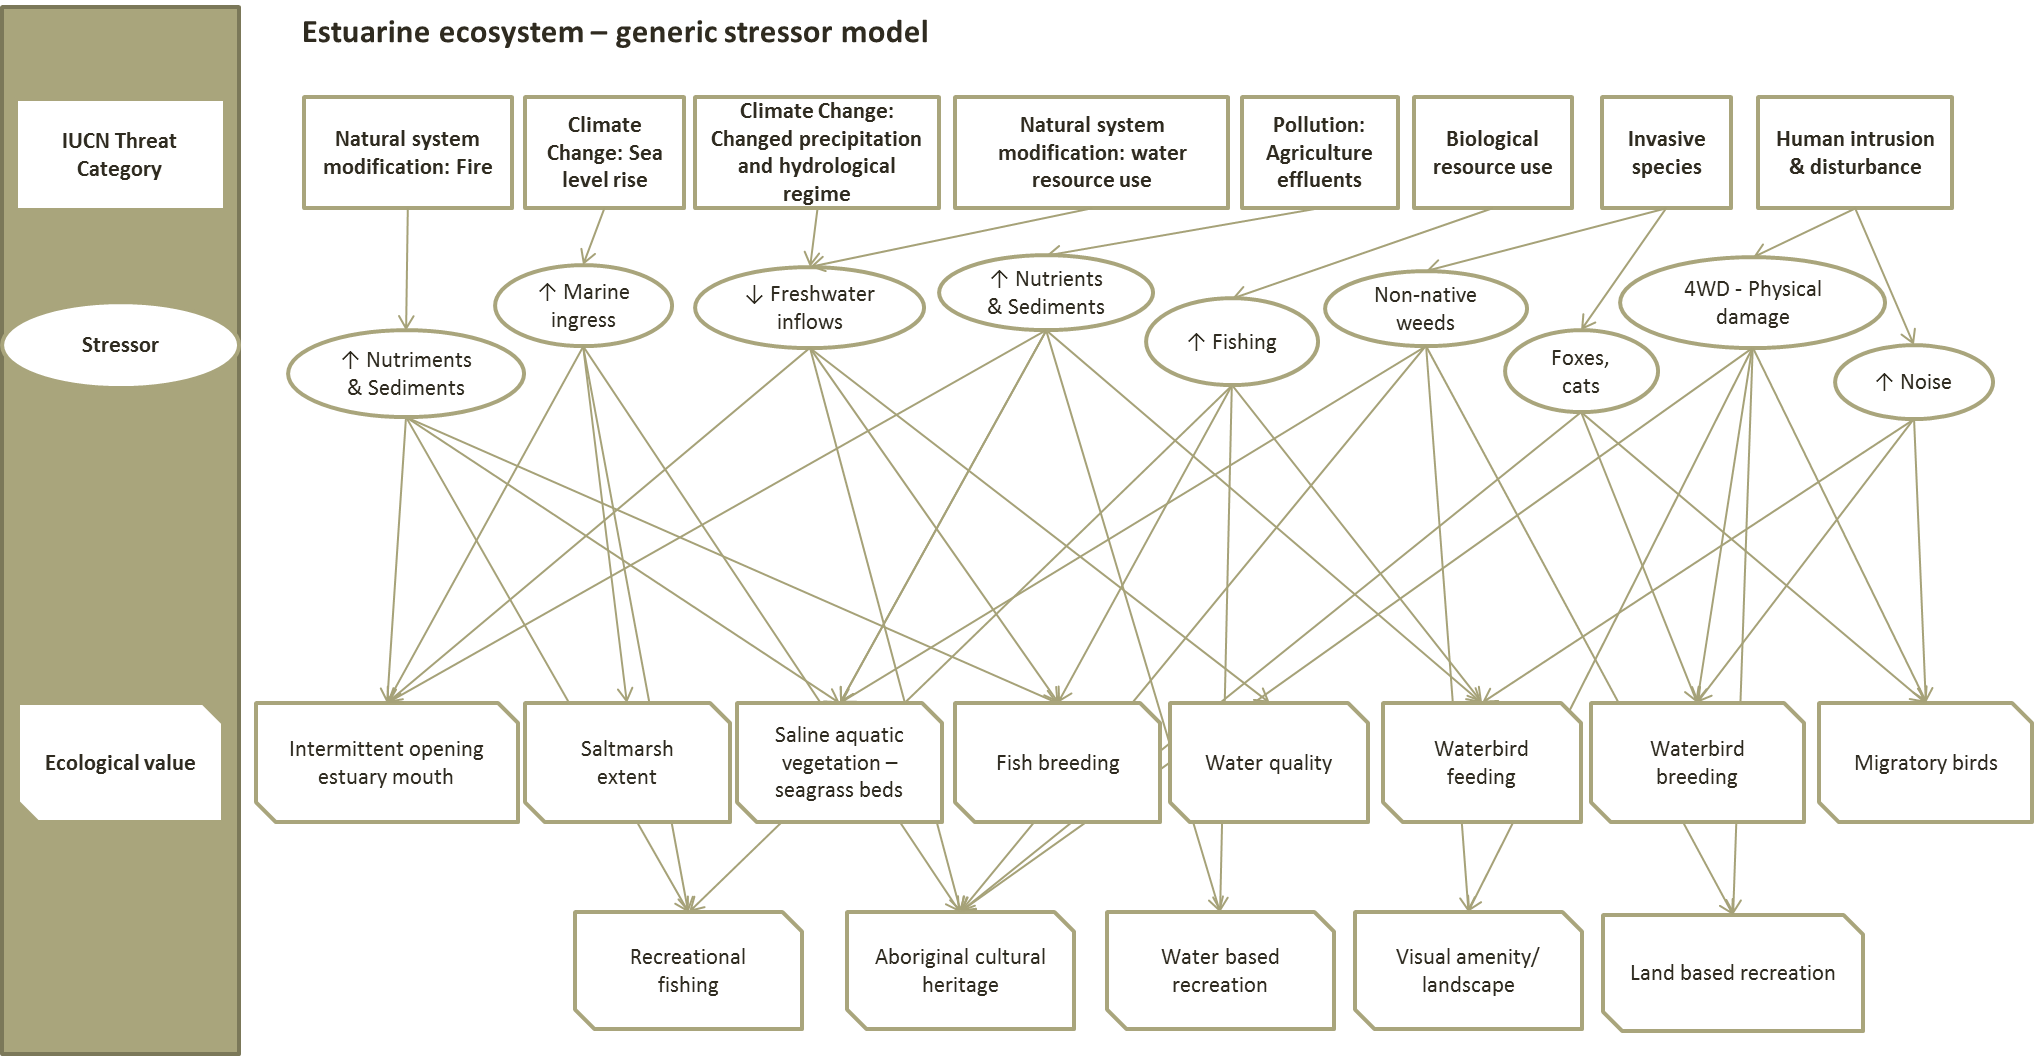 Estuarine ecosystem – generic stressor model
IUCN Threat
Category
Natural system
modification: Fire
Climate
Change: Sea
level rise
Climate Change:
Changed precipitation
and hydrological
regime
Natural system
modification: water
resource use
Pollution:
Agriculture
effluents
Biological
resource use
Invasive
species
Human intrusion
& disturbance
Stressor
↑ Nutriments
& Sediments
↑ Marine
ingress
↓ Freshwater
inflows
↑ Nutrients
& Sediments
↑ Fishing
Non-native
weeds
Foxes,
cats
4WD - Physical
damage
↑ Noise
Ecological value
Intermittent opening
estuary mouth
Saltmarsh
extent
Saline aquatic
vegetation –
seagrass beds
Fish breeding
Water quality
Waterbird
feeding
Waterbird
breeding
Migratory birds
Recreational
fishing
Aboriginal cultural
heritage
Water based
recreation
Visual amenity/
landscape
Land based recreation